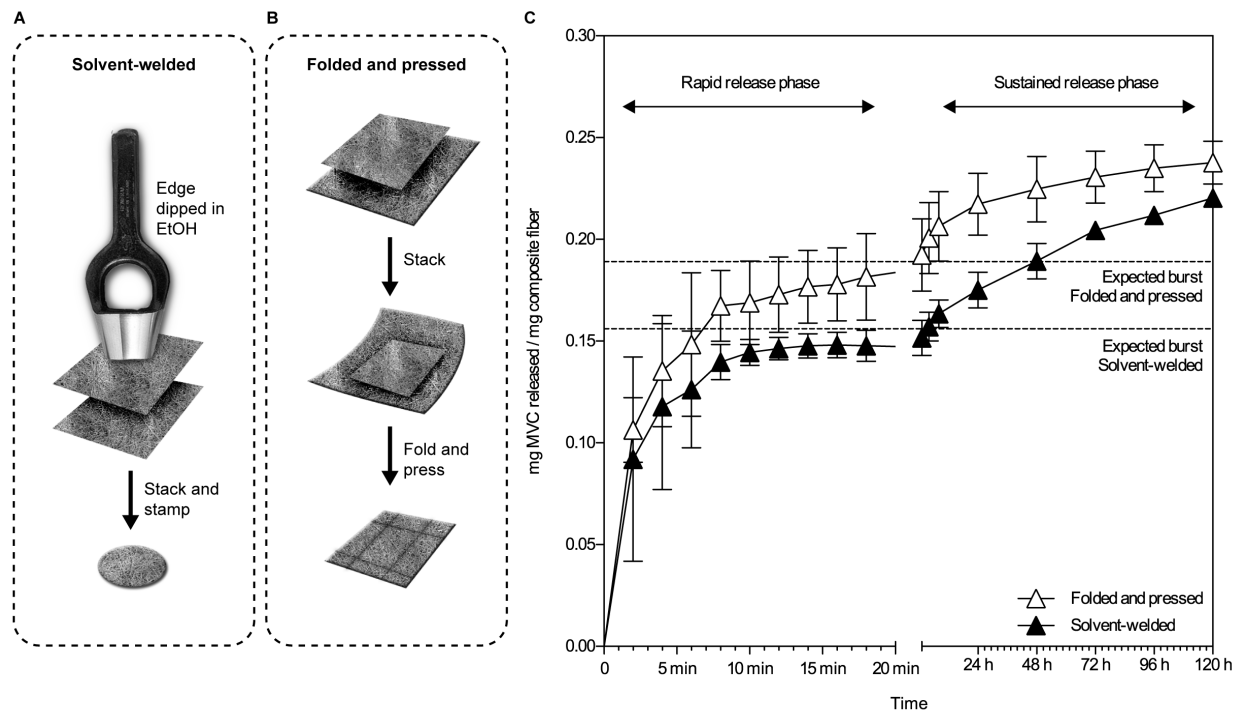 A
Solvent-welded
Edge
dipped in
EtOH
Stack and
stamp
B
Folded and pressed
Stack
Fold and
press
C
mg MVC released / mg composite fiber
0.30
0.25
0.20
0.15
0.10
0.05
0.00
Rapid release phase
Sustained release phase
Expected burst
Folded and pressed
Expected burst
Solvent-welded
Folded and pressed
Solvent-welded
0
5 min
10 min
15 min
20 min
24 h
48 h
72 h
96 h
120 h
Time